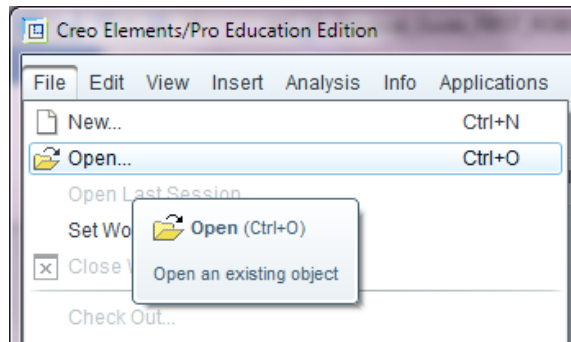 Creo Elements/Pro Education Edition
File Edit View Insert Analysis Info Applications
New... Ctrl+N
Open... Ctrl+O
Open Last Session
Set Wo
Open (Ctrl+O)
Close
Open an existing object
Check Out...